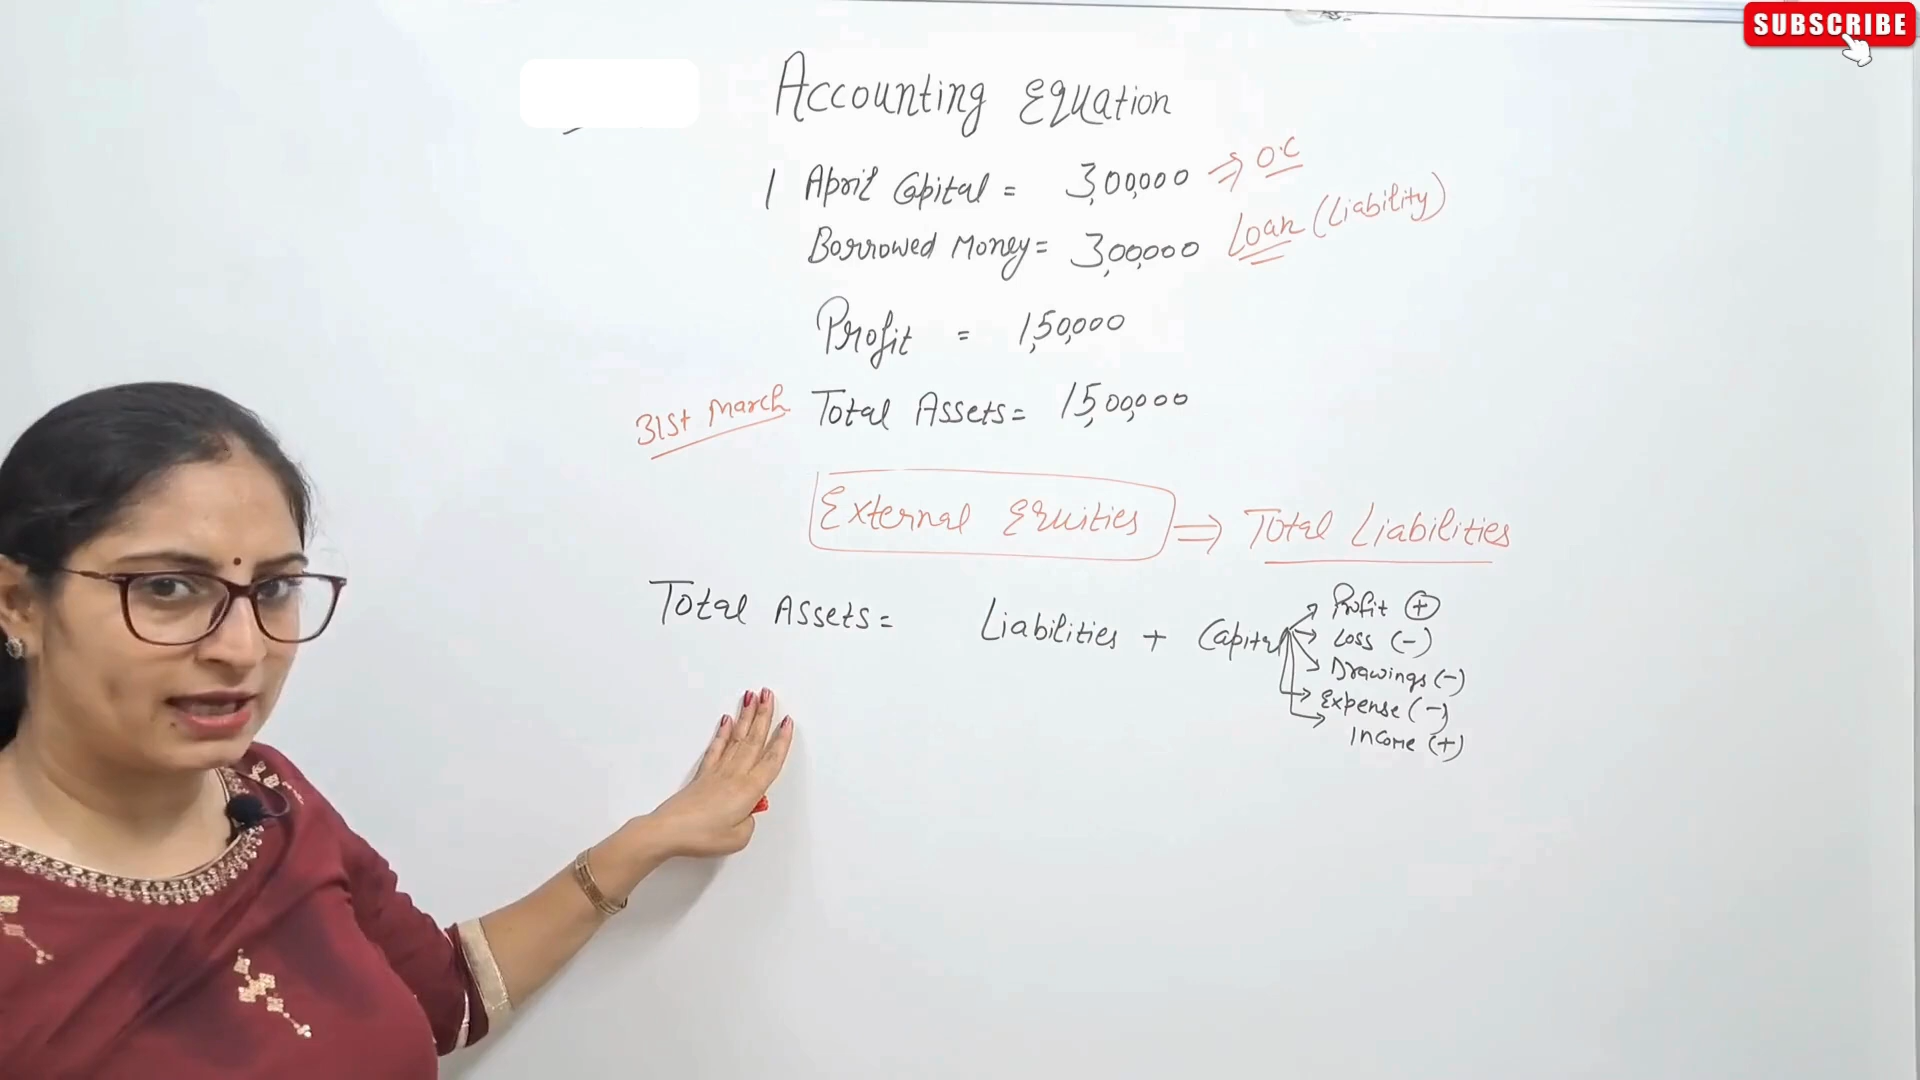 SUBSCRIBE
Accounting Equation
1 April Capital = 3,00,000 ⇒ O.C
Borrowed Money = 3,00,000 Loan (Liability)
Profit = 1,50,000
31st March Total Assets = 15,00,000
External Equities ⇒ Total Liabilities
Total Assets = Liabilities + Capital
Profit (+)
Loss (-)
Drawings (-)
Expense (-)
Income (+)